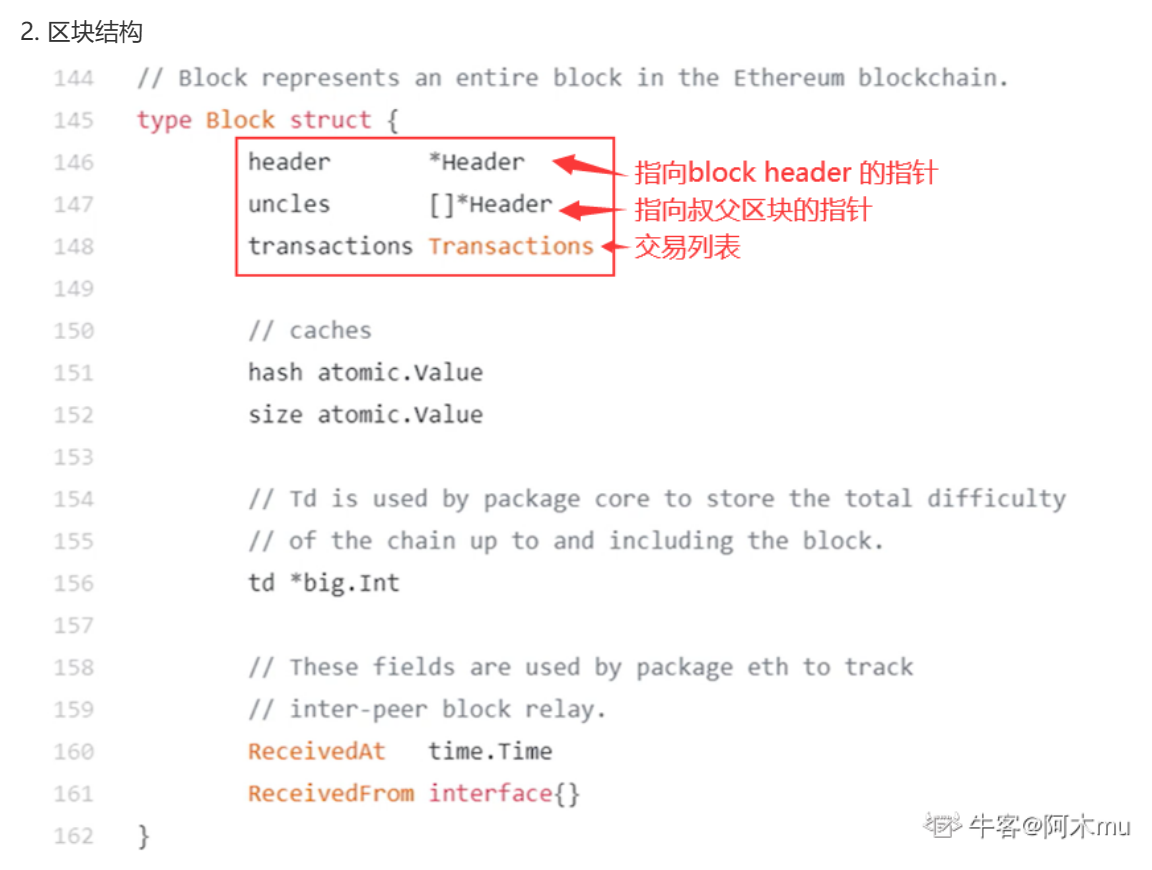 2. 区块结构
144 // Block represents an entire block in the Ethereum blockchain.
145 type Block struct {
146 header *Header 指向block header 的指针
147 uncles []*Header 指向叔父区块的指针
148 transactions Transactions 交易列表
149
150 // caches
151 hash atomic.Value
152 size atomic.Value
153
154 // Td is used by package core to store the total difficulty
155 // of the chain up to and including the block.
156 td *big.Int
157
158 // These fields are used by package eth to track
159 // inter-peer block relay.
160 ReceivedAt time.Time
161 ReceivedFrom interface{}
162 }
牛客@阿木mu